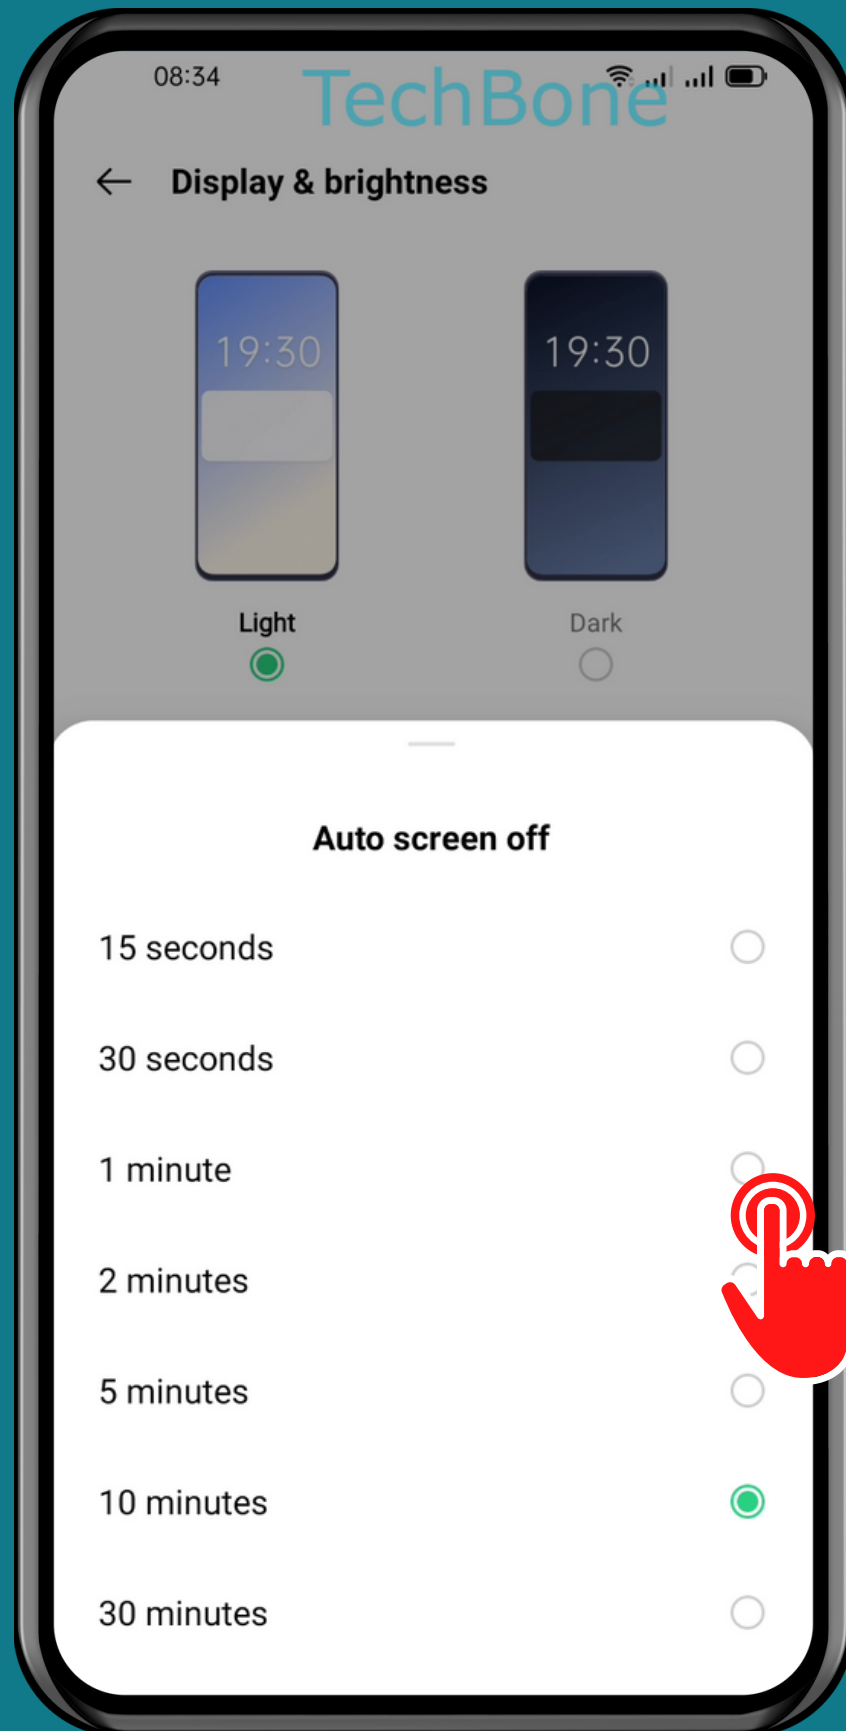 08:34
TechBone
Display & brightness
19:30
19:30
Light
Dark
Auto screen off
15 seconds
30 seconds
1 minute
2 minutes
5 minutes
10 minutes
30 minutes